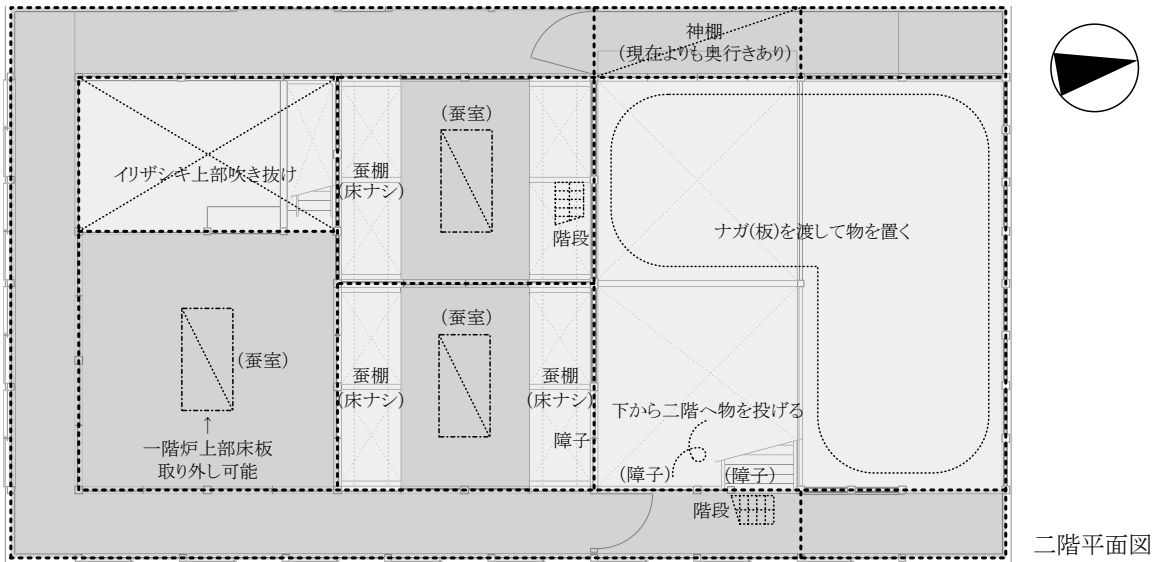 神棚
(現在よりも奥行きあり)
(蚕室)
イリザシキ上部吹き抜け
蚕棚
(床ナシ)
階段
ナガ(板)を渡して物を置く
(蚕室)
(蚕室)
蚕棚
(床ナシ)
蚕棚
(床ナシ)
障子
下から二階へ物を投げる
↑
一階炉上部床板
取り外し可能
(障子)
(障子)
階段
二階平面図